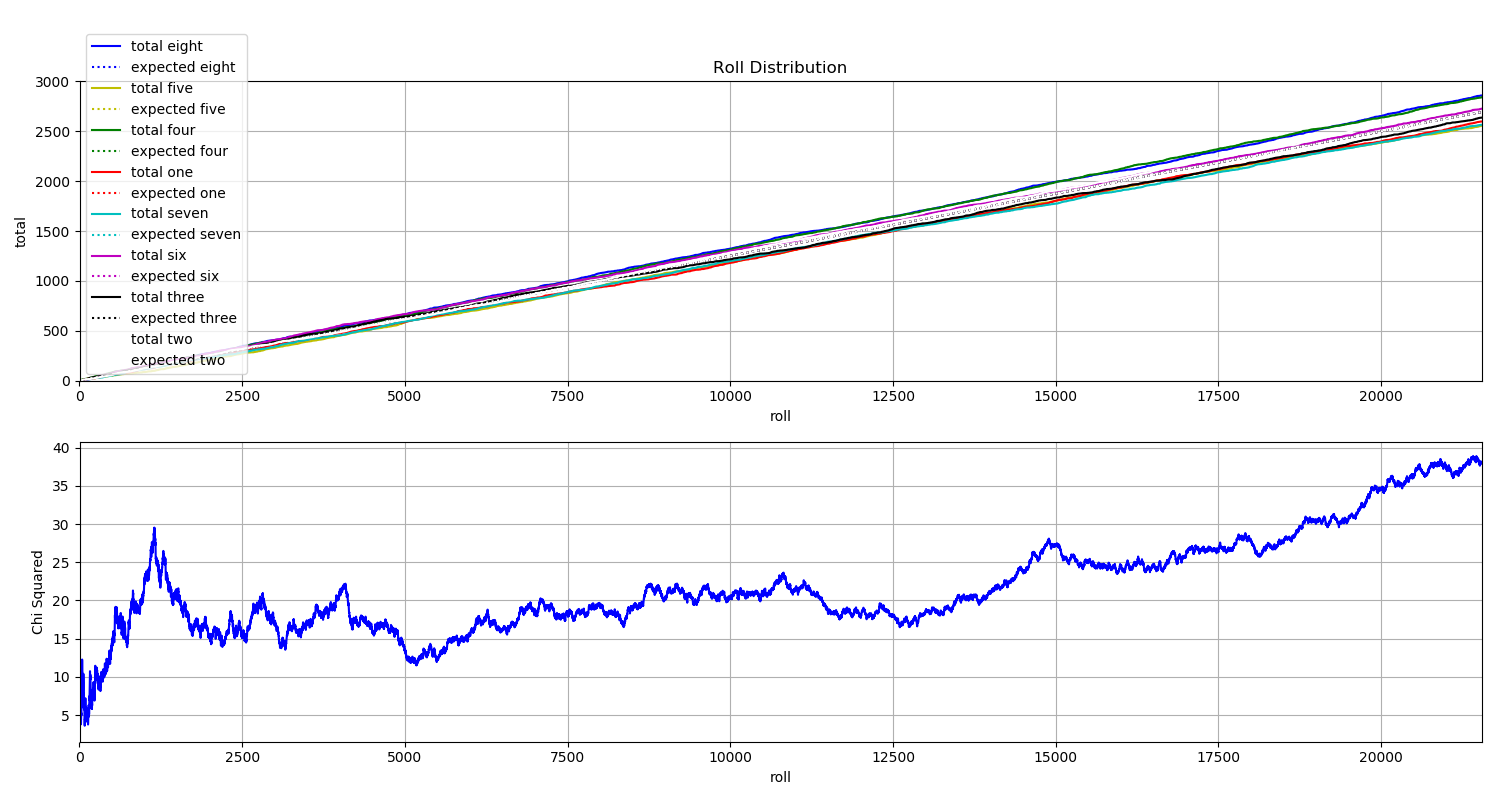 Roll Distribution
total eight
expected eight
total five
expected five
total four
expected four
total one
expected one
total seven
expected seven
total six
expected six
total three
expected three
total two
expected two
3000
2500
2000
1500
1000
500
0
total
0 2500 5000 7500 10000 12500 15000 17500 20000
roll
40
35
30
25
20
15
10
5
Chi Squared
0 2500 5000 7500 10000 12500 15000 17500 20000
roll